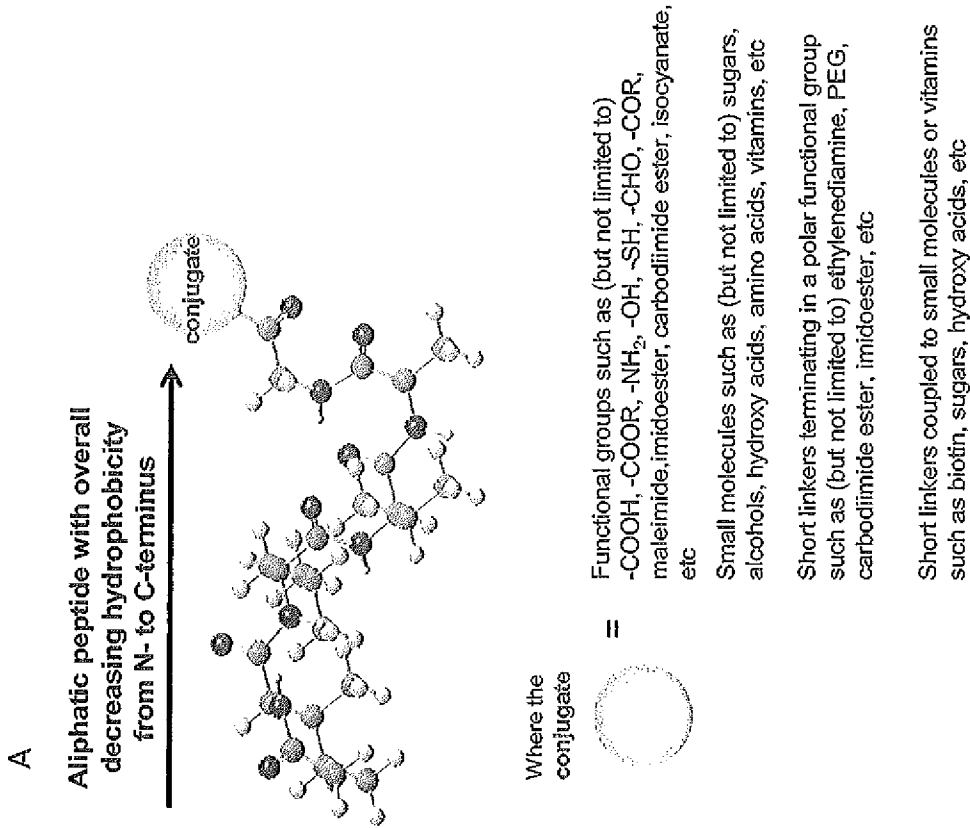 A
Aliphatic peptide with overall
decreasing hydrophobicity
from N- to C-terminus
conjugate
Where the
conjugate
=
Functional groups such as (but not limited to)
-COOH, -COOR, -NH₂, -OH, -SH, -CHO, -COR,
maleimide,imidoester, carbodiimide ester, isocyanate,
etc
Small molecules such as (but not limited to) sugars,
alcohols, hydroxy acids, amino acids, vitamins, etc
Short linkers terminating in a polar functional group
such as (but not limited to) ethylenediamine, PEG,
carbodiimide ester, imidoester, etc
Short linkers coupled to small molecules or vitamins
such as biotin, sugars, hydroxy acids, etc